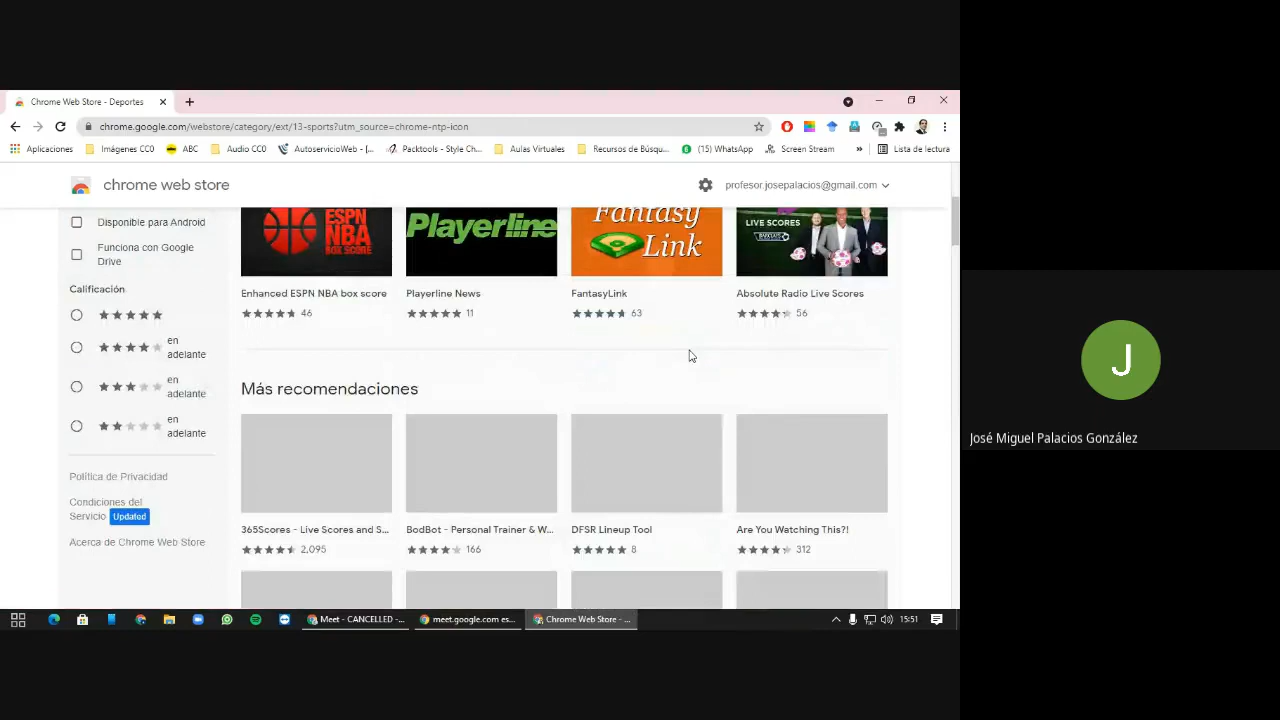 Chrome Web Store - Deportes
chrome.google.com/webstore/category/ext/13-sports?utm_source=chrome-ntp-icon
Aplicaciones
Imágenes CC0
ABC
Audio CC0
AutoservicioWeb - [...
Packtools - Style Ch...
Aulas Virtuales
Recursos de Búsqu...
(15) WhatsApp
Screen Stream
»
Lista de lectura
chrome web store
profesor.josepalacios@gmail.com
Disponible para Android
Funciona con Google
Drive
Calificación
en
adelante
en
adelante
en
adelante
Política de Privacidad
Condiciones del
Servicio Updated
Acerca de Chrome Web Store
ESPN
NBA
BOX SCORE
Playerline
Fantasy
Link
LIVE SCORES
Enhanced ESPN NBA box score
46
Playerline News
11
FantasyLink
63
Absolute Radio Live Scores
56
Más recomendaciones
365Scores - Live Scores and S...
2,095
BodBot - Personal Trainer & W...
166
DFSR Lineup Tool
8
Are You Watching This?!
312
Meet - CANCELLED -...
meet.google.com es...
Chrome Web Store - ...
15:51
J
José Miguel Palacios González